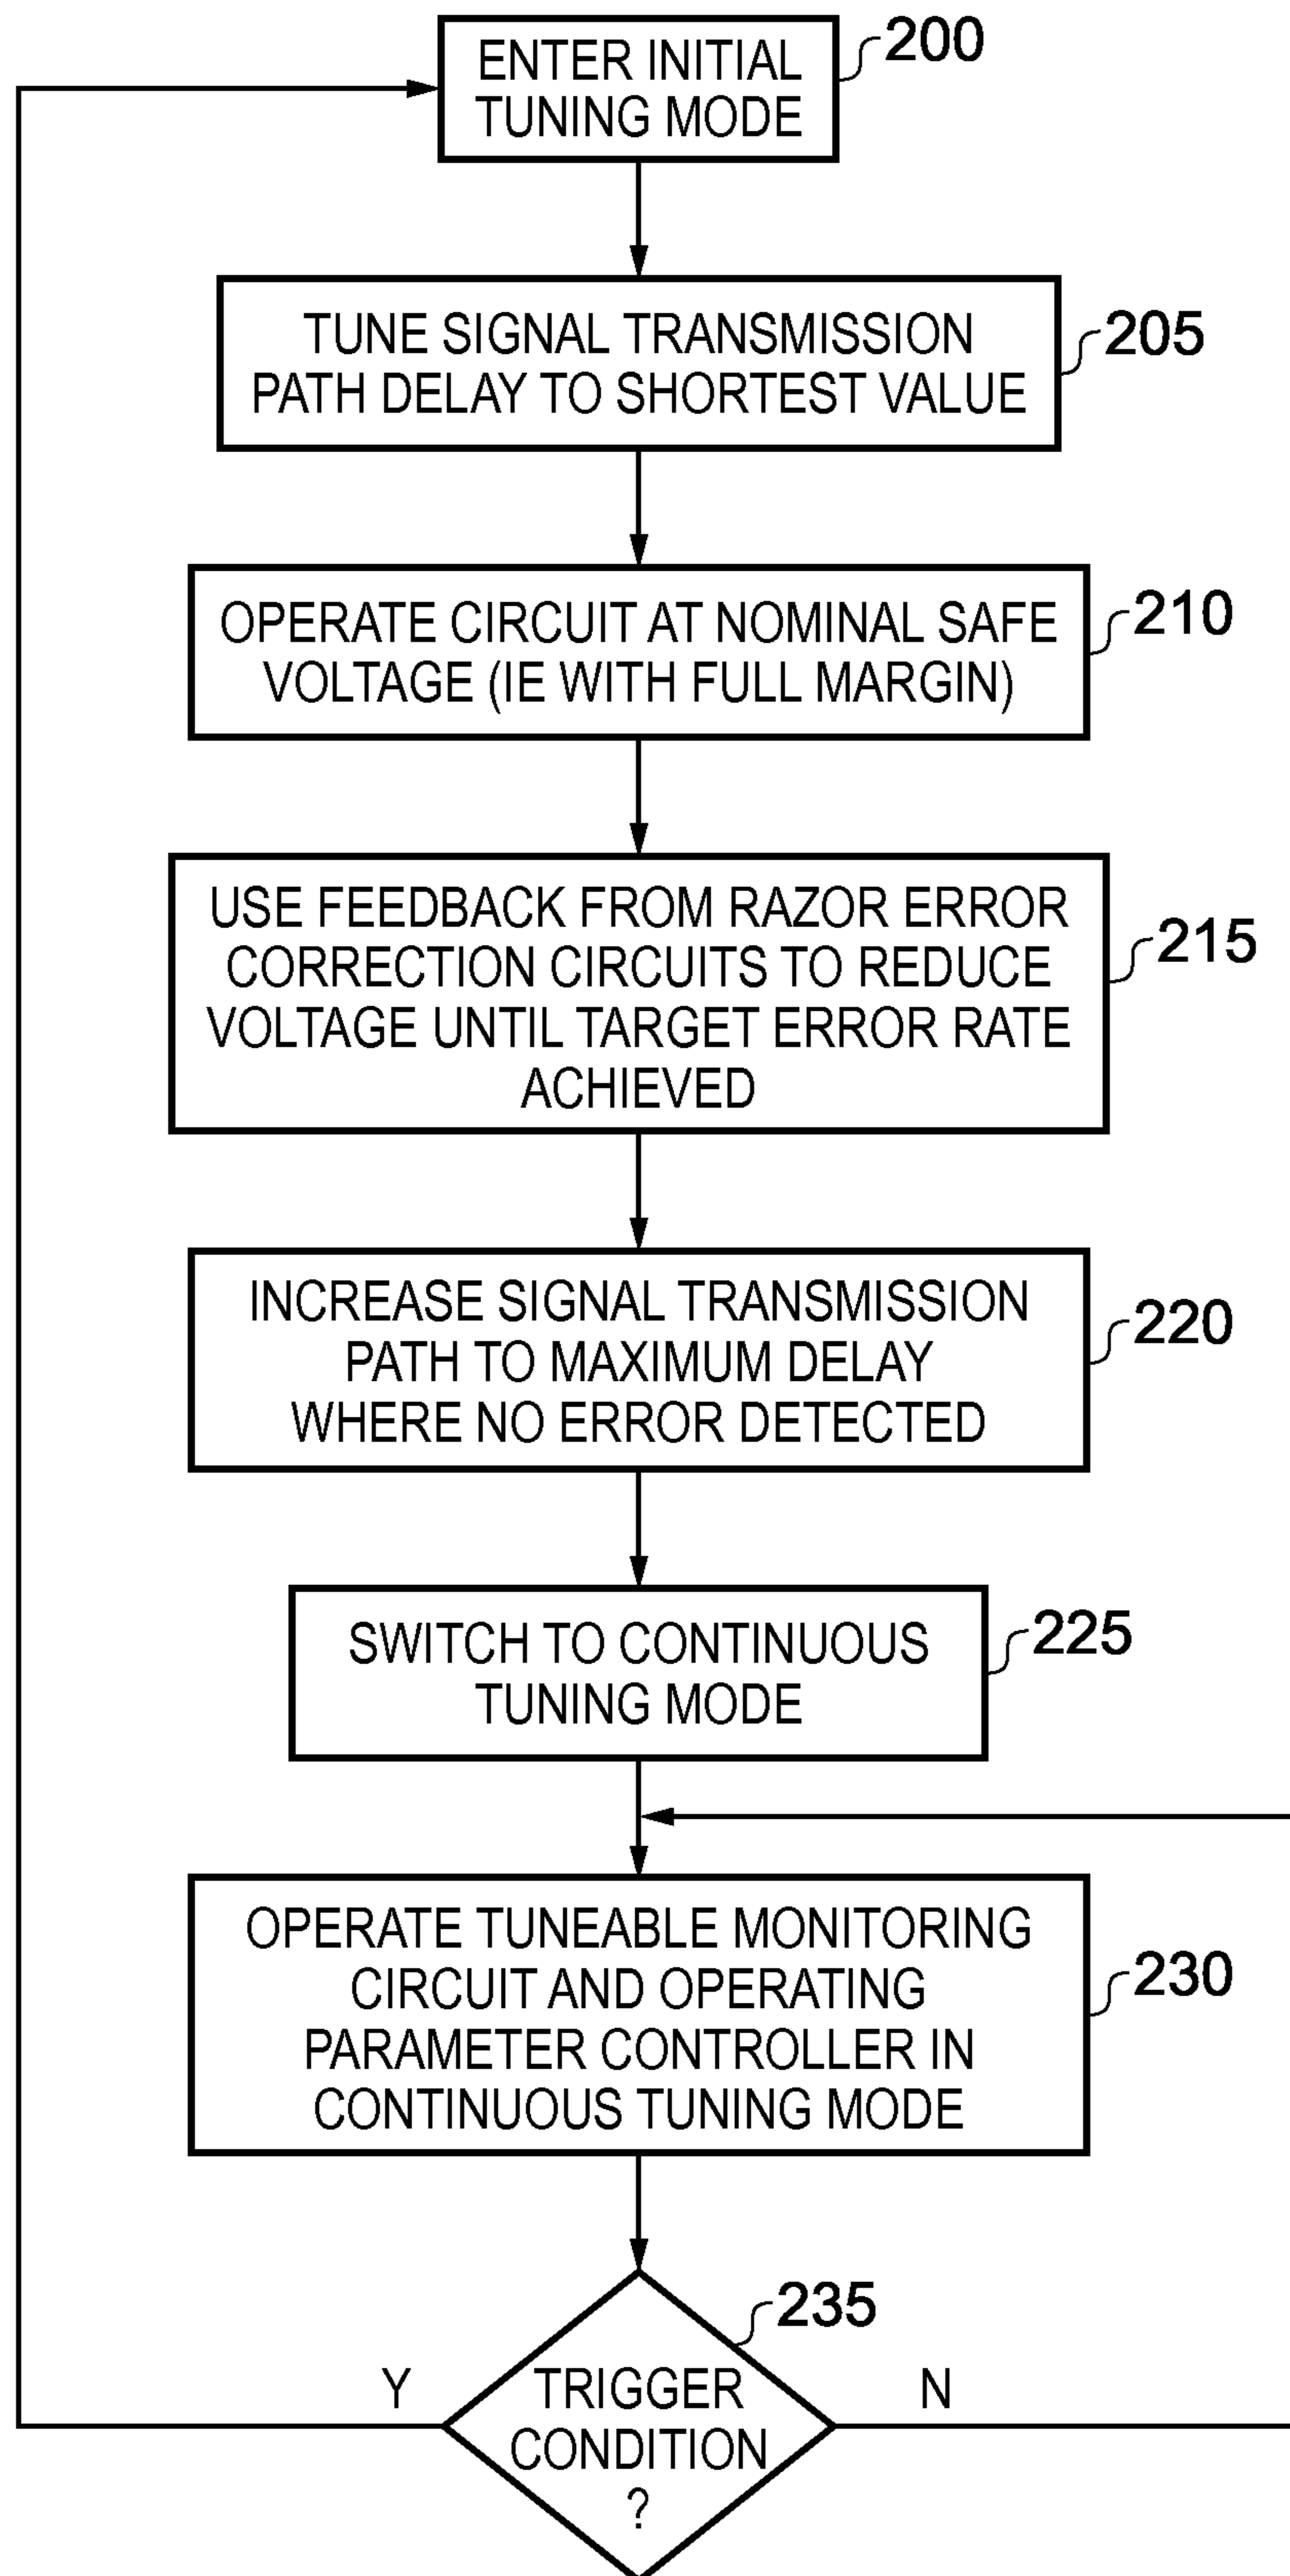 ENTER INITIAL
TUNING MODE
200
TUNE SIGNAL TRANSMISSION
PATH DELAY TO SHORTEST VALUE
205
OPERATE CIRCUIT AT NOMINAL SAFE
VOLTAGE (IE WITH FULL MARGIN)
210
USE FEEDBACK FROM RAZOR ERROR
CORRECTION CIRCUITS TO REDUCE
VOLTAGE UNTIL TARGET ERROR RATE
ACHIEVED
215
INCREASE SIGNAL TRANSMISSION
PATH TO MAXIMUM DELAY
WHERE NO ERROR DETECTED
220
SWITCH TO CONTINUOUS
TUNING MODE
225
OPERATE TUNEABLE MONITORING
CIRCUIT AND OPERATING
PARAMETER CONTROLLER IN
CONTINUOUS TUNING MODE
230
235
Y
TRIGGER
CONDITION
?
N